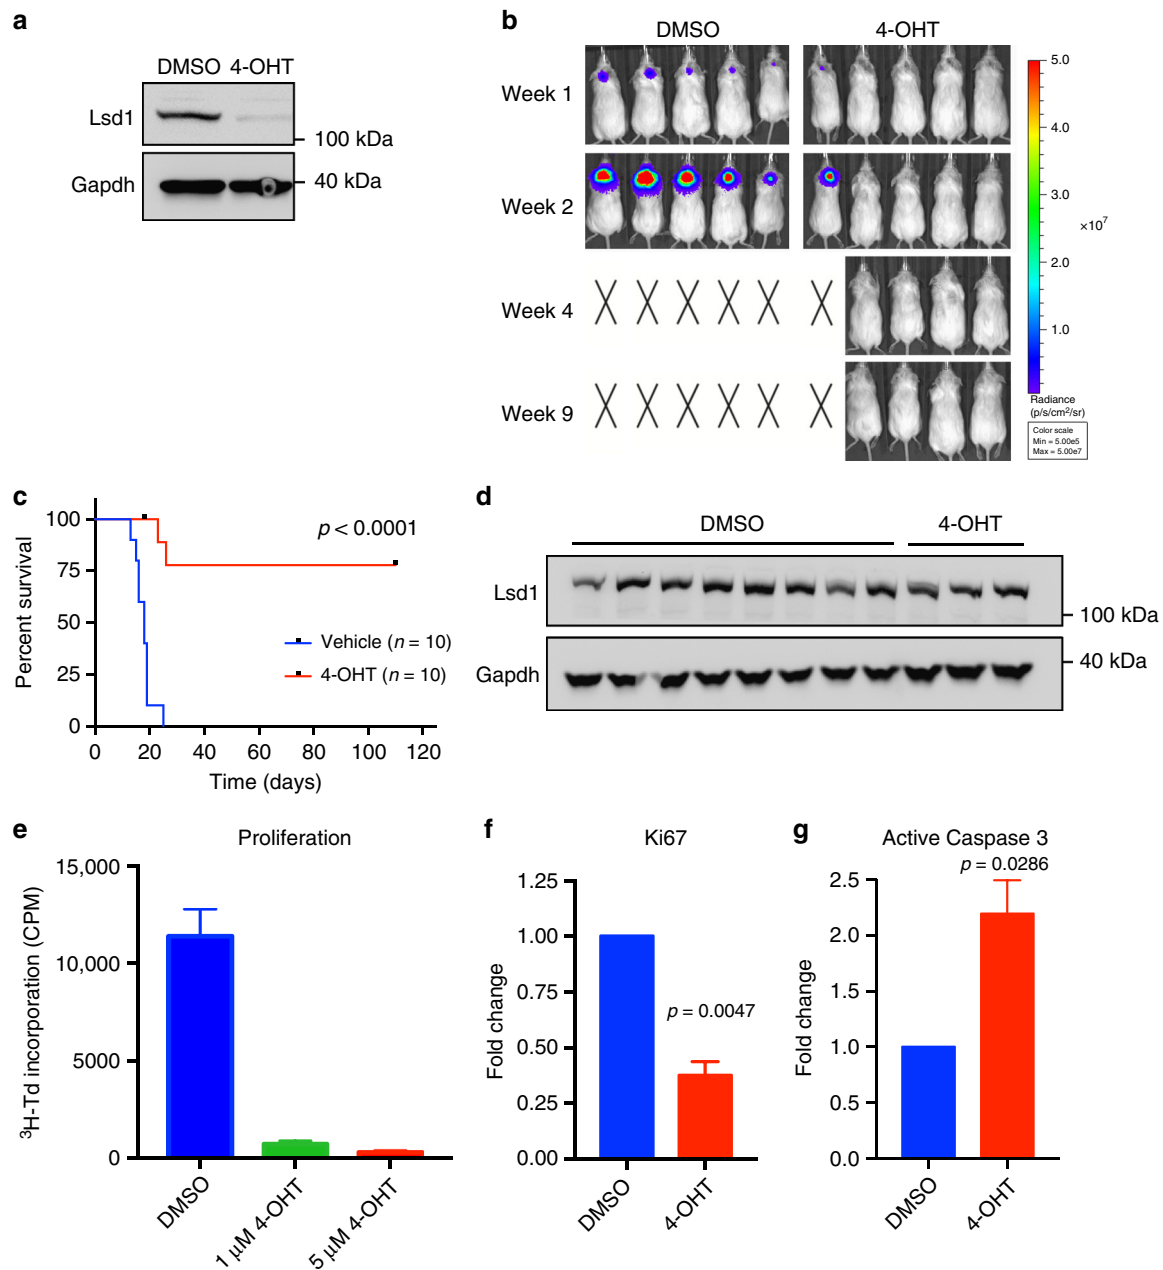 a
DMSO 4-OHT
Lsd1
100 kDa
Gapdh
40 kDa
b
DMSO 4-OHT
Week 1
Week 2
Week 4
Week 9
5.0
4.0
3.0
×10⁷
2.0
1.0
Radiance
(p/s/cm²/sr)
Color scale
Min = 5.00e5
Max = 5.00e7
c
Percent survival
100
75
50
25
0
p < 0.0001
Vehicle (n = 10)
4-OHT (n = 10)
0 20 40 60 80 100 120
Time (days)
d
DMSO 4-OHT
Lsd1
100 kDa
Gapdh
40 kDa
e
Proliferation
³H-Td incorporation (CPM)
15,000
10,000
5000
0
DMSO
1 µM 4-OHT
5 µM 4-OHT
f
Ki67
Fold change
1.25
1.00
0.75
0.50
0.25
0.00
p = 0.0047
DMSO
4-OHT
g
Active Caspase 3
p = 0.0286
Fold change
2.5
2.0
1.5
1.0
0.5
0.0
DMSO
4-OHT